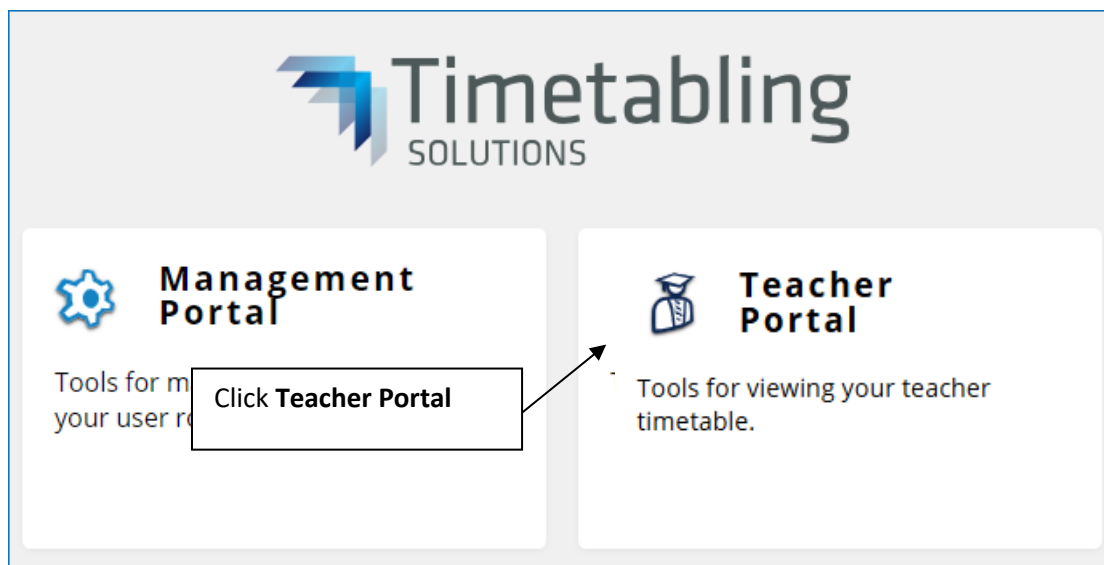 Timetabling
SOLUTIONS
Management
Portal
Tools for m
your user r
Click Teacher Portal
Teacher
Portal
Tools for viewing your teacher
timetable.